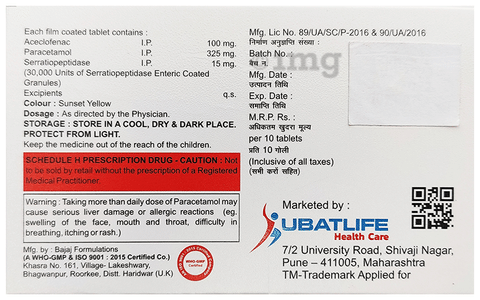 Each film coated tablet contains :
Aceclofenac I.P. 100 mg.
Paracetamol I.P. 325 mg.
Serratiopeptidase I.P. 15 mg.
(30,000 Units of Serratiopeptidase Enteric Coated
Granules)
Excipients q.s.
Colour : Sunset Yellow
Dosage : As directed by the Physician.
STORAGE : STORE IN A COOL, DRY & DARK PLACE.
PROTECT FROM LIGHT.
Keep the medicine out of the reach of the children.
SCHEDULE H PRESCRIPTION DRUG - CAUTION : Not
to be sold by retail without the prescription of a Registered
Medical Practitioner.
Warning : Taking more than daily dose of Paracetamol may
cause serious liver damage or allergic reactions (eg.
swelling of the face, mouth and throat, difficulty in
breathing, itching or rash.)
Mfg. by : Bajaj Formulations
(A WHO-GMP & ISO 9001 : 2015 Certified Co.)
Khasra No. 161, Village- Lakeshwary,
Bhagwanpur, Roorkee, Distt. Haridwar (U.K)
WHO-GMP
Mfg. Lic No. 89/UA/SC/P-2016 & 90/UA/2016
निर्माण अनुज्ञप्ति संख्या :
Batch No. :
बैच न.
1mg
Mfg. Date :
उत्पादन तिथि
Exp. Date :
समाप्ति तिथि
M.R.P. Rs :
अधिकतम खुदरा मूल्य
per 10 tablets
प्रति 10 गोली
(Inclusive of all taxes)
(सभी करों सहित)
Marketed by :
UBATLIFE
Health Care
7/2 University Road, Shivaji Nagar,
Pune – 411005, Maharashtra
TM-Trademark Applied for